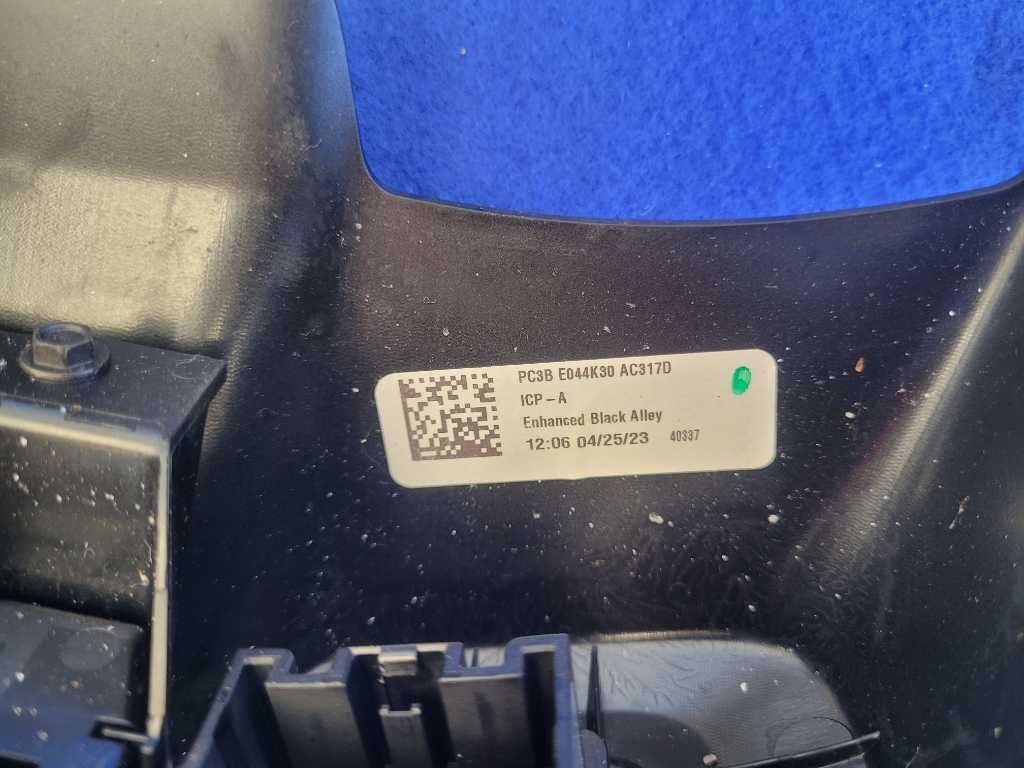 PC3B E044K30 AC317D
ICP-A
Enhanced Black Alley
12:06 04/25/23 40337